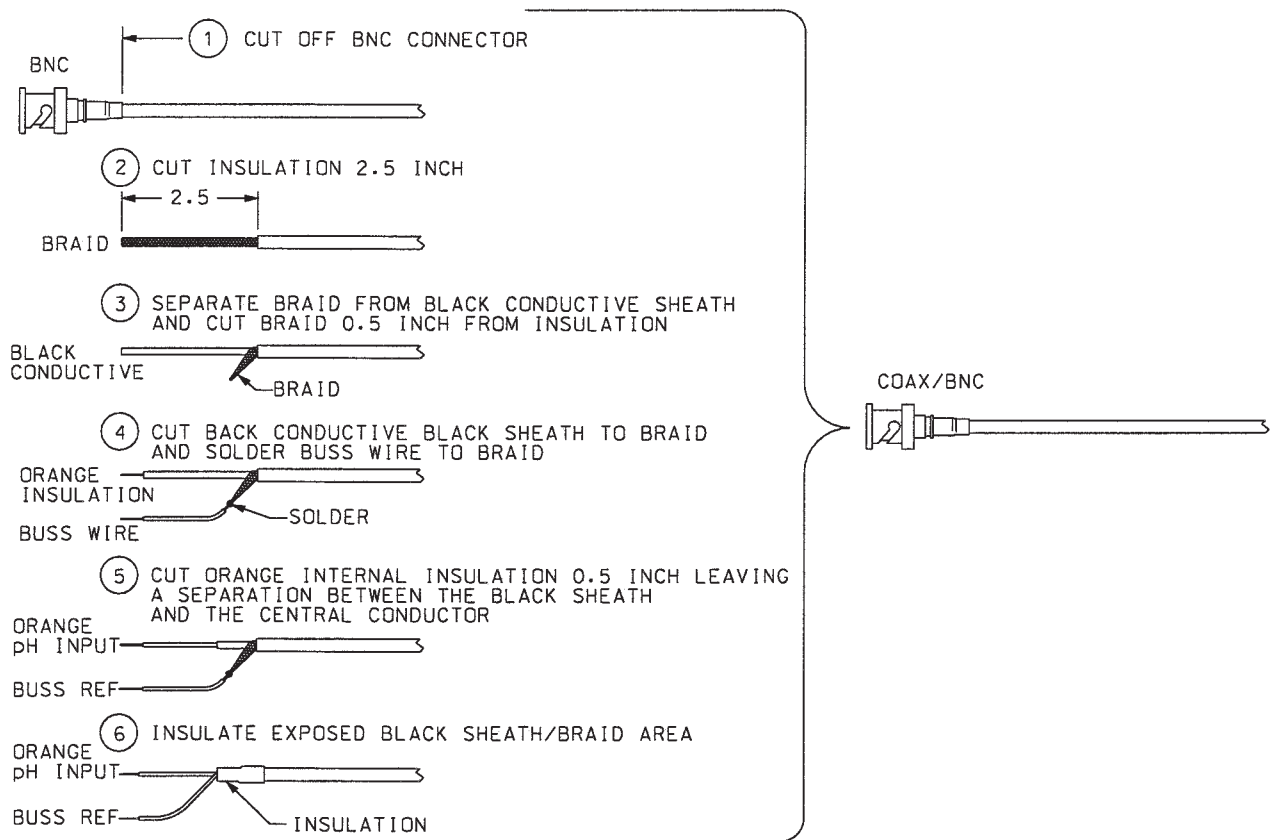 1 CUT OFF BNC CONNECTOR
BNC
2 CUT INSULATION 2.5 INCH
2.5
BRAID
3 SEPARATE BRAID FROM BLACK CONDUCTIVE SHEATH
AND CUT BRAID 0.5 INCH FROM INSULATION
BLACK
CONDUCTIVE
BRAID
4 CUT BACK CONDUCTIVE BLACK SHEATH TO BRAID
AND SOLDER BUSS WIRE TO BRAID
ORANGE
INSULATION
SOLDER
BUSS WIRE
5 CUT ORANGE INTERNAL INSULATION 0.5 INCH LEAVING
A SEPARATION BETWEEN THE BLACK SHEATH
AND THE CENTRAL CONDUCTOR
ORANGE
pH INPUT
BUSS REF
6 INSULATE EXPOSED BLACK SHEATH/BRAID AREA
ORANGE
pH INPUT
BUSS REF
INSULATION
COAX/BNC